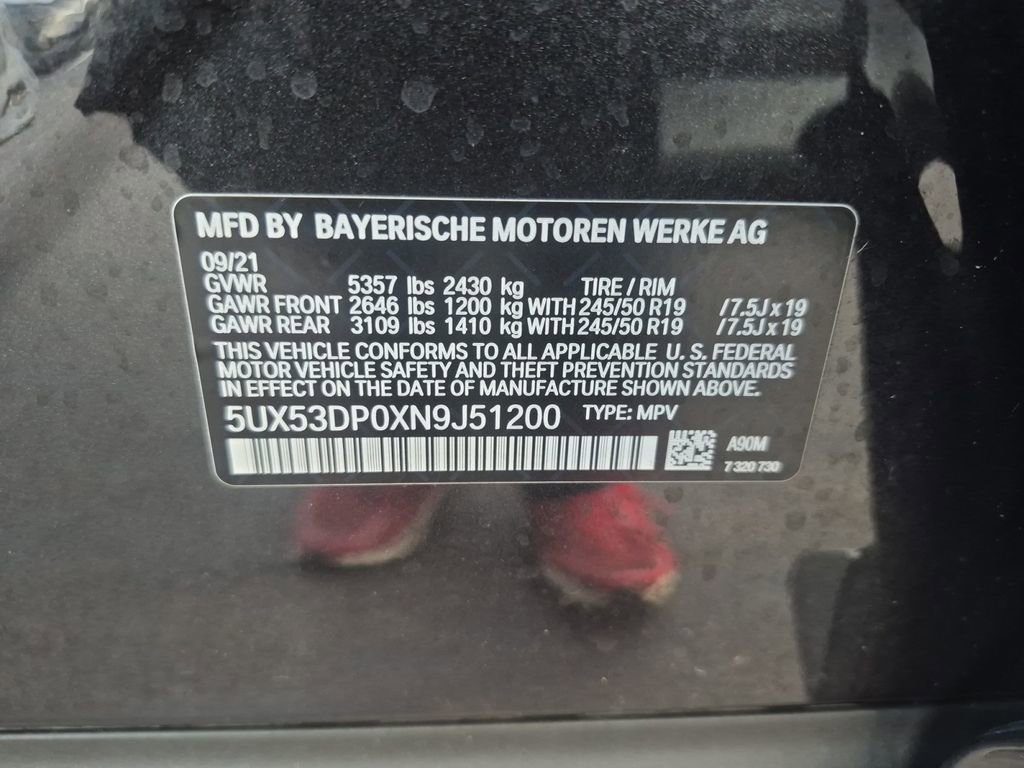 MFD BY BAYERISCHE MOTOREN WERKE AG
09/21
GVWR 5357 lbs 2430 kg TIRE / RIM
GAWR FRONT 2646 lbs 1200 kg WITH 245/50 R19 /7.5J x 19
GAWR REAR 3109 lbs 1410 kg WITH 245/50 R19 /7.5J x 19
THIS VEHICLE CONFORMS TO ALL APPLICABLE U. S. FEDERAL
MOTOR VEHICLE SAFETY AND THEFT PREVENTION STANDARDS
IN EFFECT ON THE DATE OF MANUFACTURE SHOWN ABOVE.
5UX53DP0XN9J51200 TYPE: MPV
A90M
7 320 730